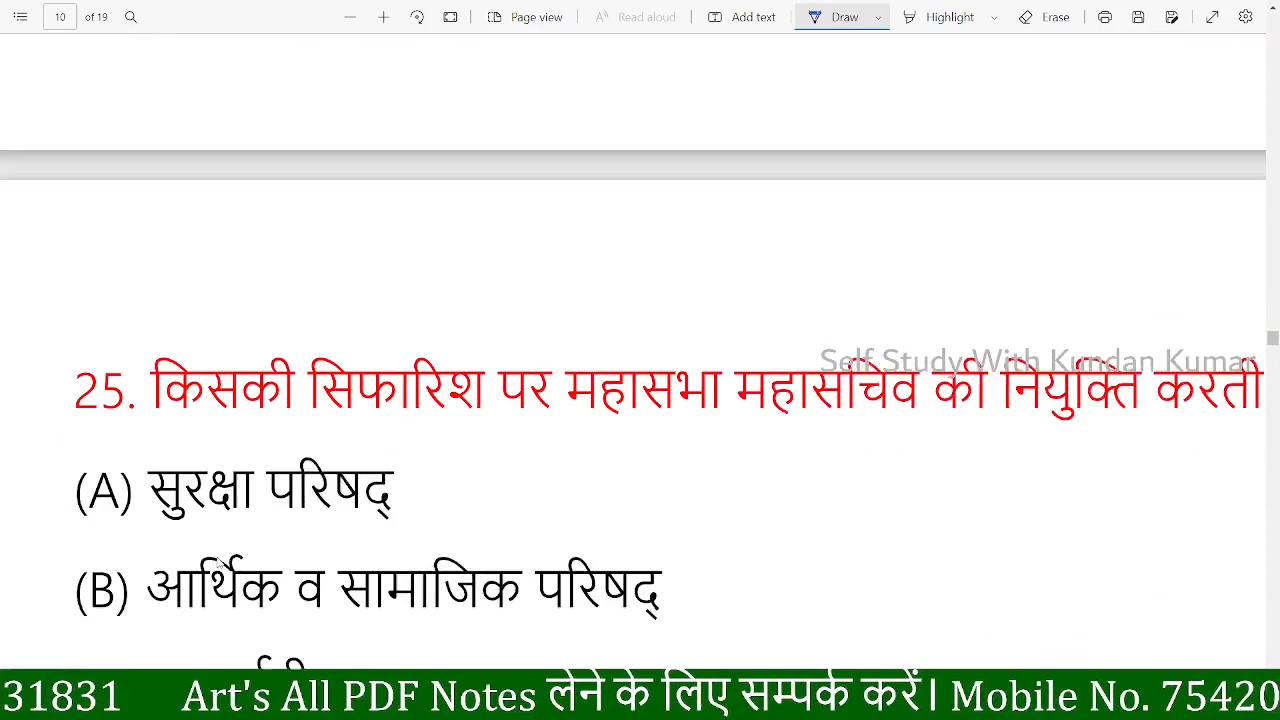 10 of 19 Page view Read aloud Add text Draw Highlight Erase
Self Study With Kundan Kumar
25. किसकी सिफारिश पर महासभा महासचिव की नियुक्ति करती
(A) सुरक्षा परिषद्
(B) आर्थिक व सामाजिक परिषद्
31831 Art's All PDF Notes लेने के लिए सम्पर्क करें। Mobile No. 75420